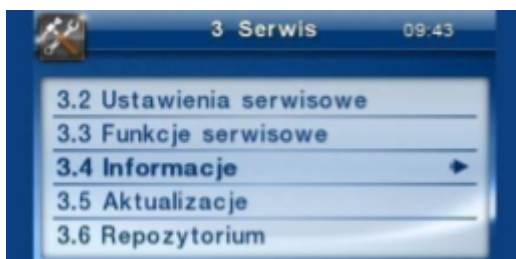 3 Serwis 09:43
3.2 Ustawienia serwisowe
3.3 Funkcje serwisowe
3.4 Informacje
3.5 Aktualizacje
3.6 Repozytorium